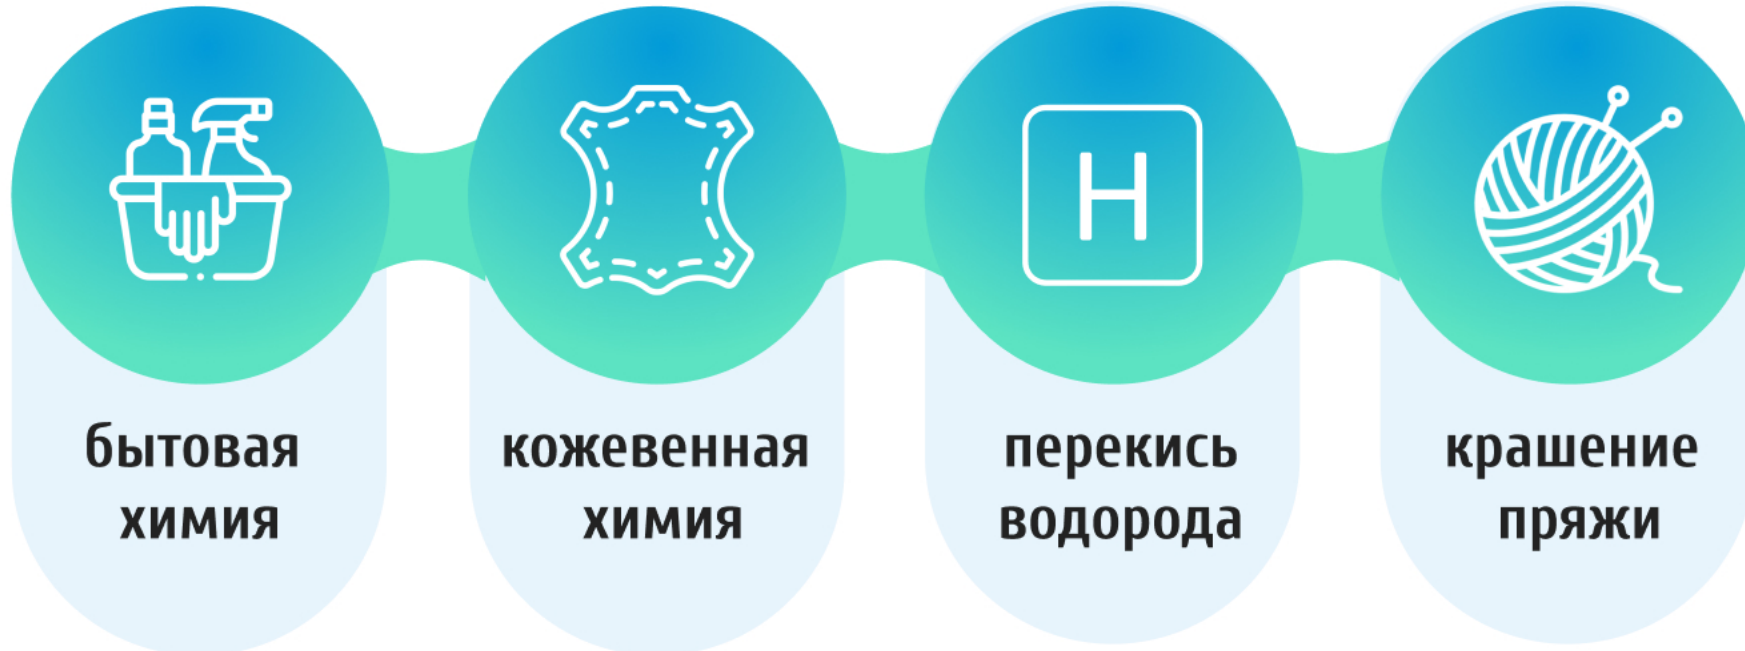 бытовая
химия
кожевенная
химия
H
перекись
водорода
крашение
пряжи